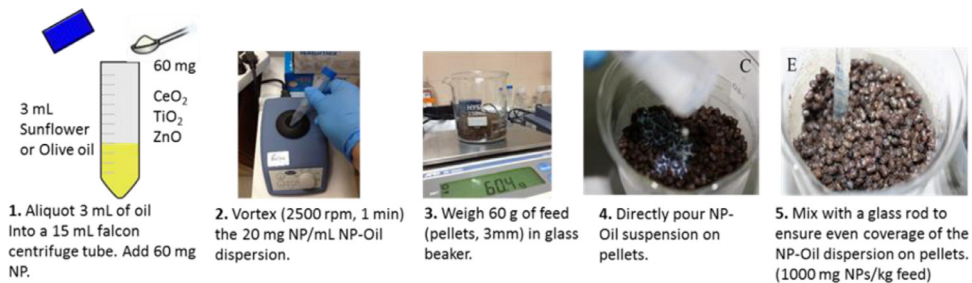 60 mg
CeO2
TiO2
ZnO
3 mL
Sunflower
or Olive oil
1. Aliquot 3 mL of oil
Into a 15 mL falcon
centrifuge tube. Add 60 mg
NP.
2. Vortex (2500 rpm, 1 min)
the 20 mg NP/mL NP-Oil
dispersion.
60.4
3. Weigh 60 g of feed
(pellets, 3mm) in glass
beaker.
C
4. Directly pour NP-
Oil suspension on
pellets.
E
5. Mix with a glass rod to
ensure even coverage of the
NP-Oil dispersion on pellets.
(1000 mg NPs/kg feed)